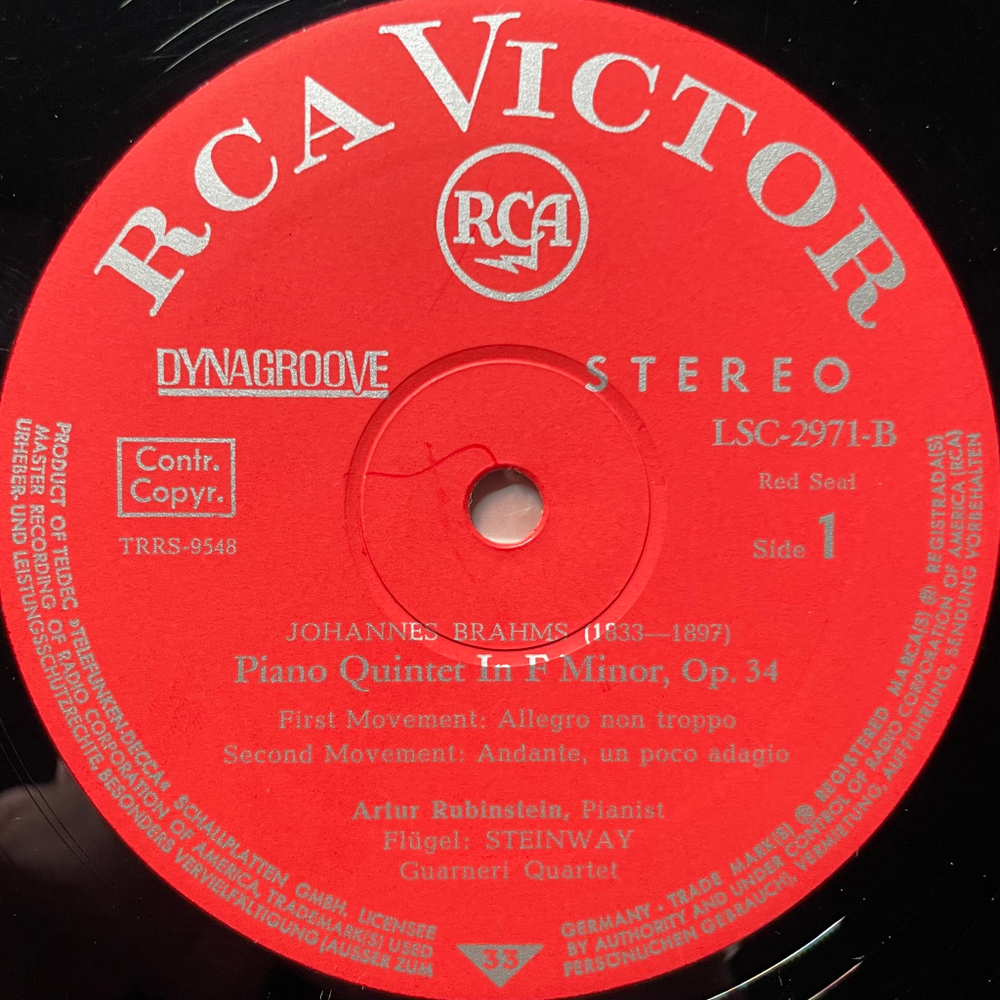 RCA VICTOR
RCA
DYNAGROOVE
STEREO
LSC-2971-B
Contr.
Copyr.
Red Seal
TRRS-9548
Side 1
JOHANNES BRAHMS (1833—1897)
Piano Quintet In F Minor, Op. 34
First Movement: Allegro non troppo
Second Movement: Andante, un poco adagio
Artur Rubinstein, Pianist
Flügel: STEINWAY
Guarneri Quartet
PRODUCT OF TELDEC »TELEFUNKEN-DECCA« SCHALLPLATTEN GMBH, LICENSEE
MASTER RECORDING OF RADIO CORPORATION OF AMERICA, TRADEMARK(S) USED
URHEBER- UND LEISTUNGSSCHUTZRECHTE, BESONDERS VERVIELFÄLTIGUNG (AUSSER ZUM
33
GERMANY · TRADE MARK(S) ® REGISTERED MARCA(S) ® REGISTRADA(S)
BY AUTHORITY AND UNDER CONTROL OF RADIO CORPORATION OF AMERICA (RCA)
PERSÖNLICHEN GEBRAUCH), VERMIETUNG, AUFFÜHRUNG, SENDUNG VORBEHALTEN